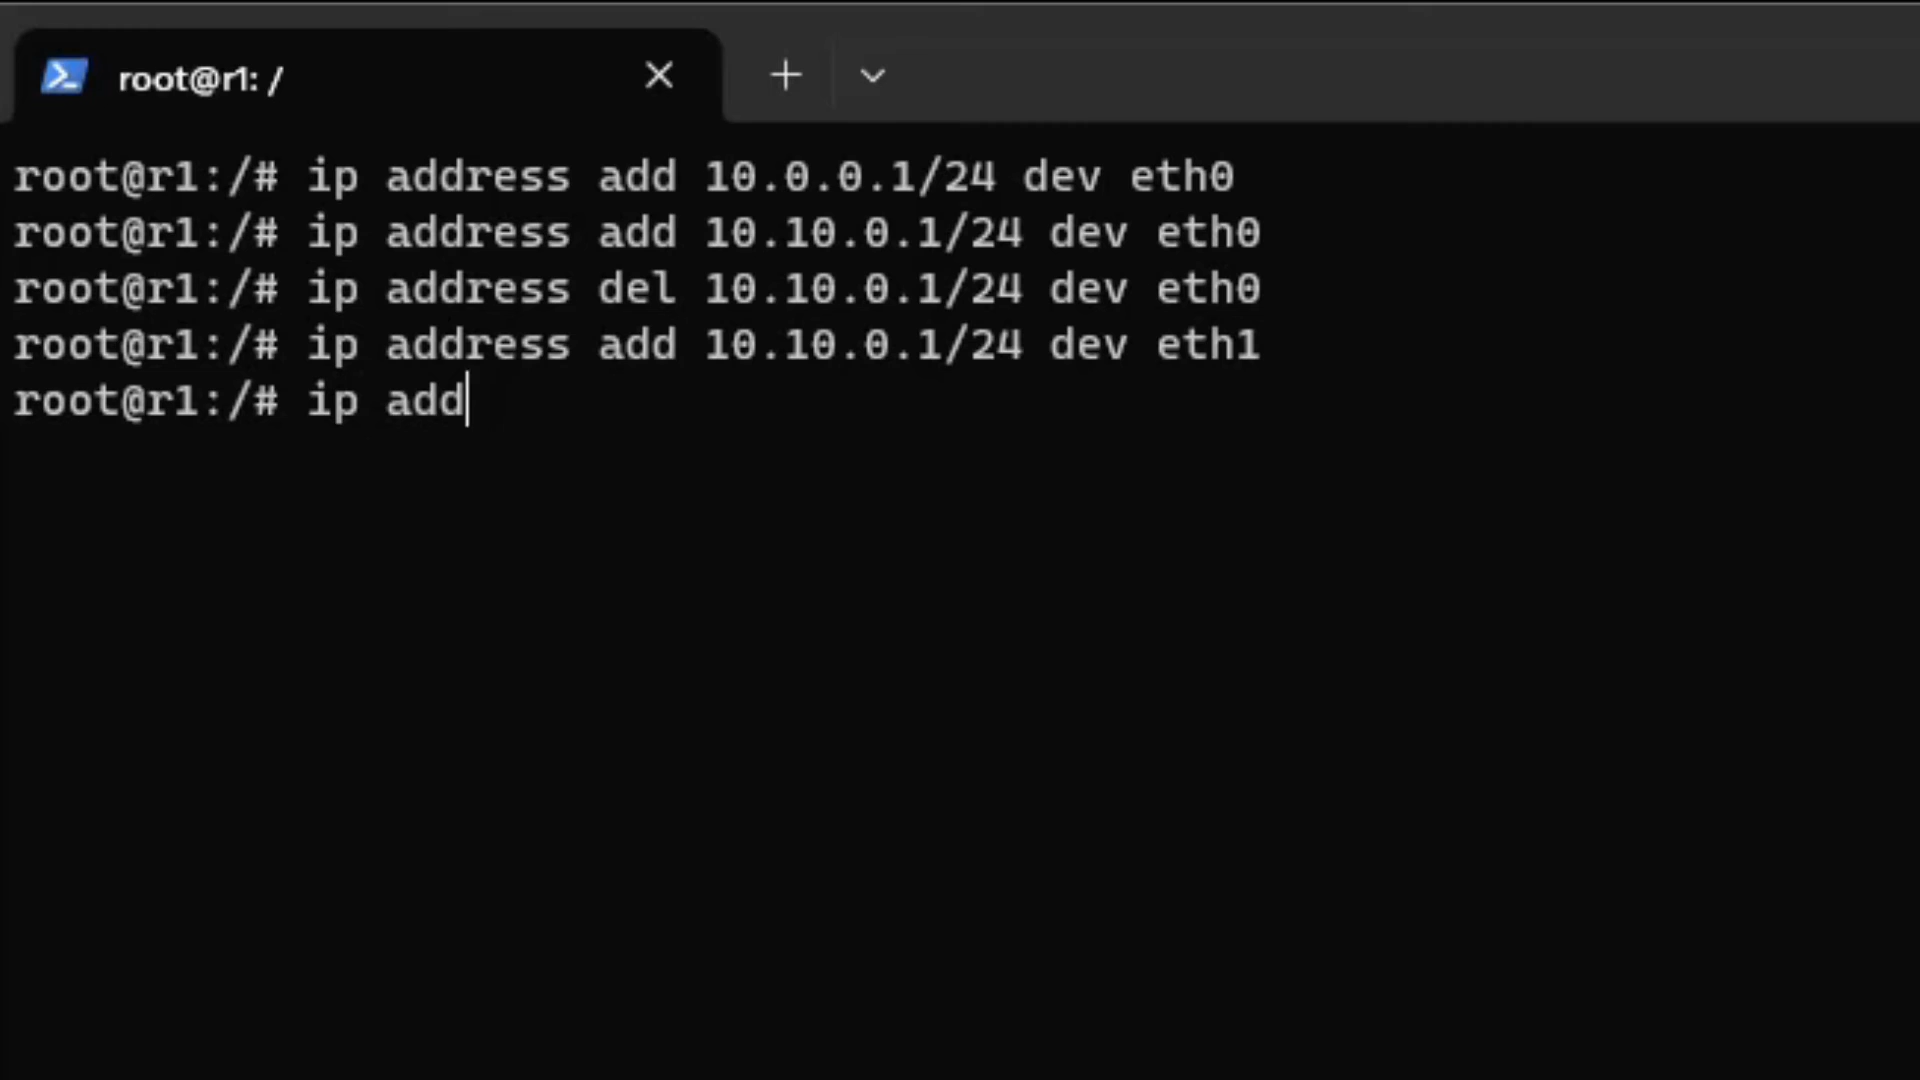 root@r1: /
root@r1:/# ip address add 10.0.0.1/24 dev eth0
root@r1:/# ip address add 10.10.0.1/24 dev eth0
root@r1:/# ip address del 10.10.0.1/24 dev eth0
root@r1:/# ip address add 10.10.0.1/24 dev eth1
root@r1:/# ip add